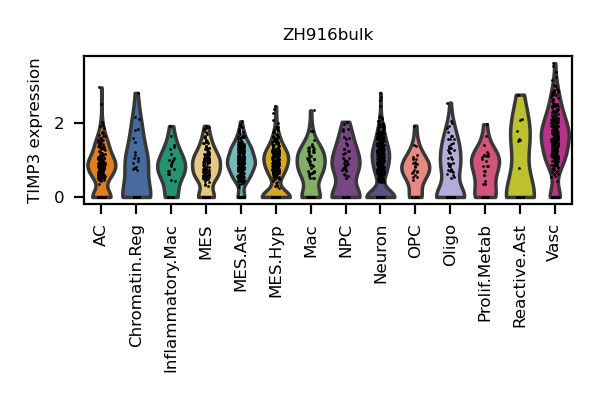 ZH916bulk
TIMP3 expression
2
0
AC
Chromatin.Reg
Inflammatory.Mac
MES
MES.Ast
MES.Hyp
Mac
NPC
Neuron
OPC
Oligo
Prolif.Metab
Reactive.Ast
Vasc